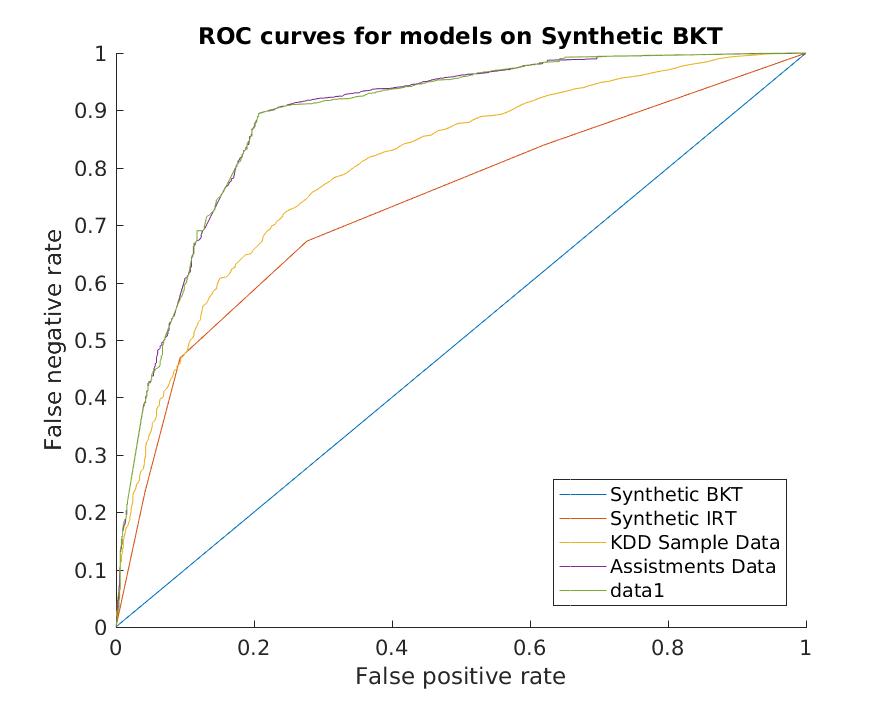 ROC curves for models on Synthetic BKT
1
0.9
0.8
0.7
0.6
0.5
0.4
0.3
0.2
0.1
0
False negative rate
0 0.2 0.4 0.6 0.8 1
False positive rate
Synthetic BKT
Synthetic IRT
KDD Sample Data
Assistments Data
data1